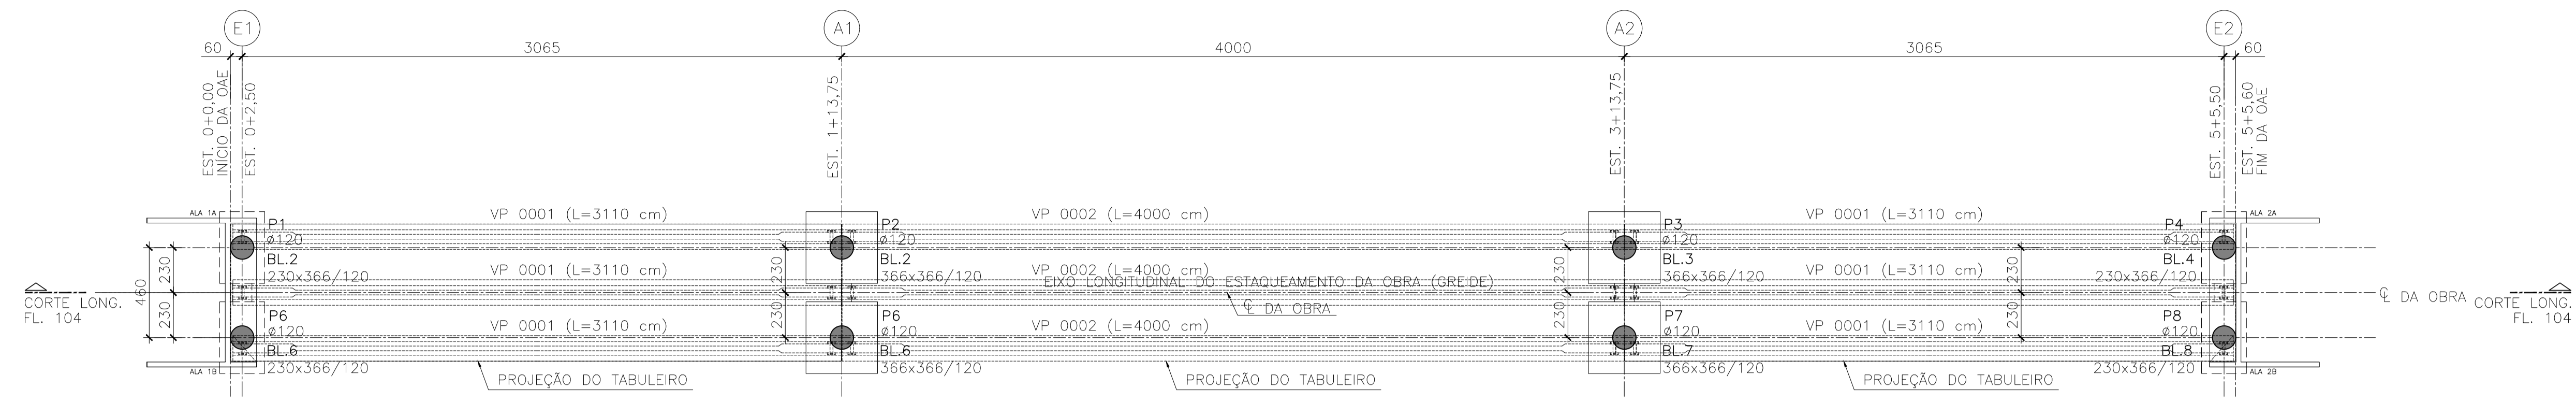 E1
A1
A2
E2
60
3065
4000
3065
60
EST. 0+0,00
INÍCIO DA OAE
EST. 0+2,50
EST. 1+13,75
EST. 3+13,75
EST. 5+5,50
EST. 5+5,60
FIM DA OAE
ALA 1A
P1
ø120
VP 0001 (L=3110 cm)
P2
ø120
VP 0002 (L=4000 cm)
P3
ø120
VP 0001 (L=3110 cm)
P4
ø120
ALA 2A
BL.2
230x366/120
VP 0001 (L=3110 cm)
BL.2
366x366/120
VP 0002 (L=4000 cm)
BL.3
366x366/120
VP 0001 (L=3110 cm)
BL.4
230x366/120
460
230
230
230
230
230
230
230
230
EIXO LONGITUDINAL DO ESTAQUEAMENTO DA OBRA (GREIDE)
℄ DA OBRA
℄ DA OBRA
CORTE LONG.
FL. 104
CORTE LONG.
FL. 104
P6
ø120
VP 0001 (L=3110 cm)
P6
ø120
VP 0002 (L=4000 cm)
P7
ø120
VP 0001 (L=3110 cm)
P8
ø120
BL.6
230x366/120
BL.6
366x366/120
BL.7
366x366/120
BL.8
230x366/120
ALA 1B
ALA 2B
PROJEÇÃO DO TABULEIRO
PROJEÇÃO DO TABULEIRO
PROJEÇÃO DO TABULEIRO